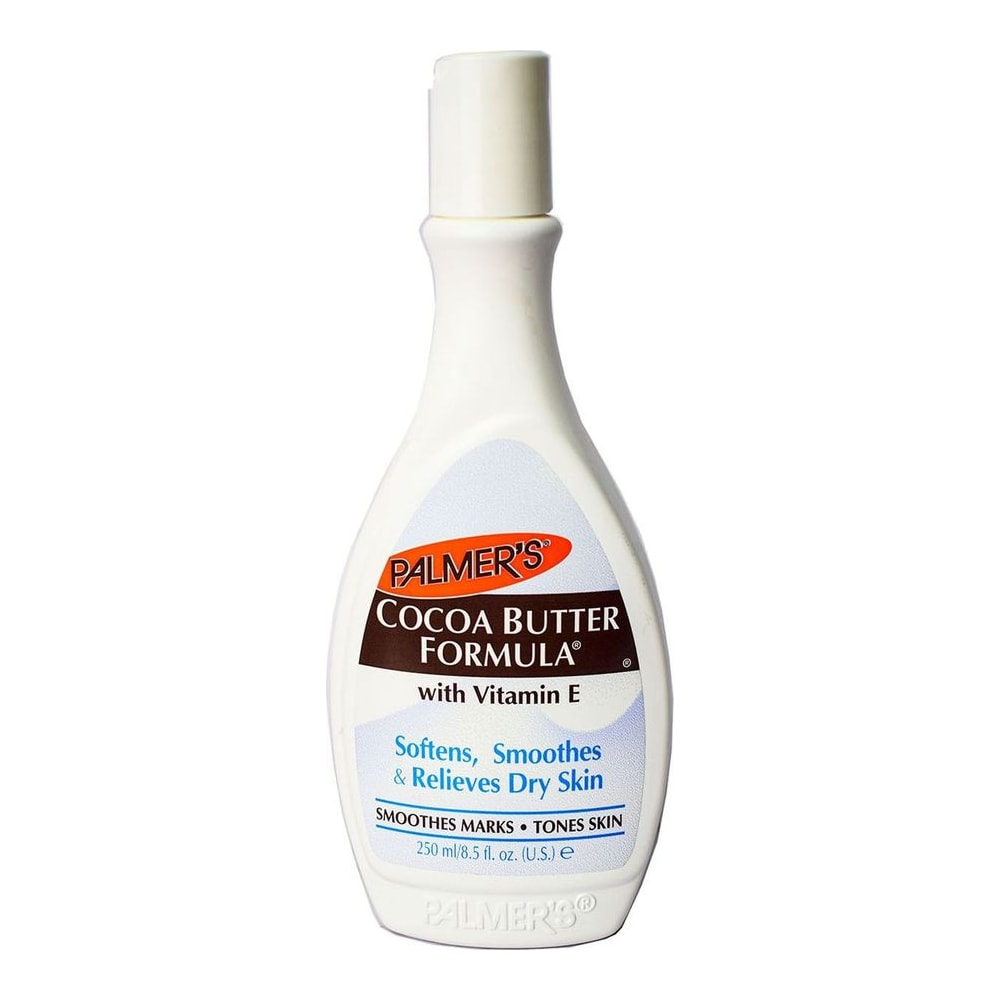 PALMER'S®
COCOA BUTTER
FORMULA®
®
with Vitamin E
Softens, Smoothes
& Relieves Dry Skin
SMOOTHES MARKS • TONES SKIN
250 ml/8.5 fl. oz. (U.S.) ℮
PALMER'S®